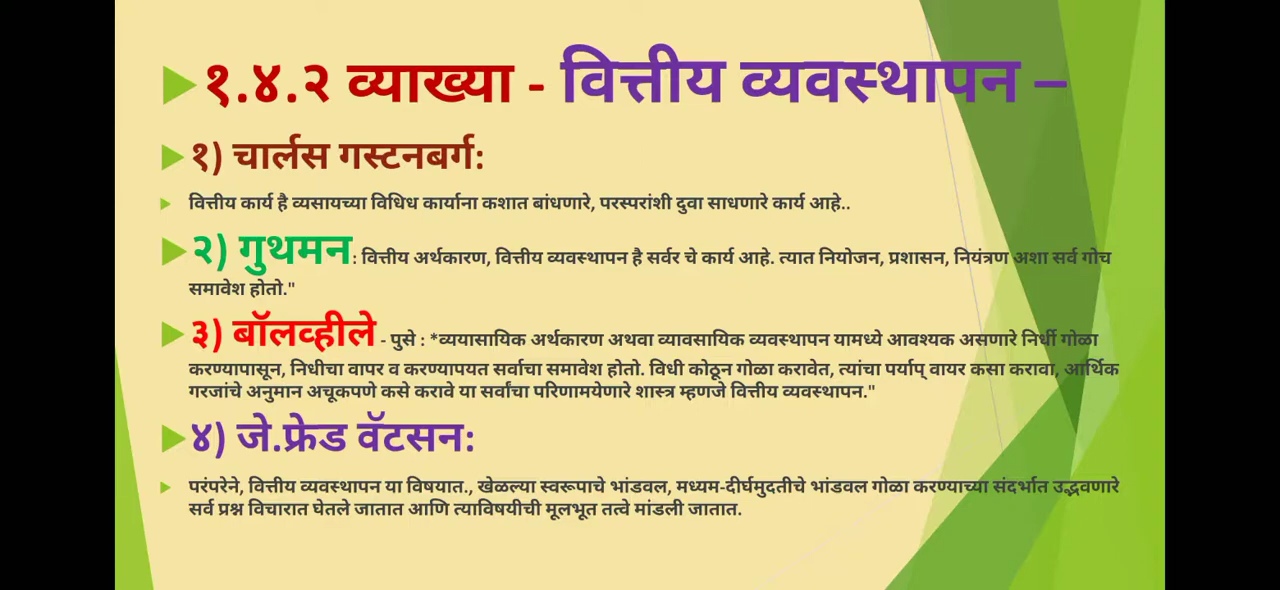 १.४.२ व्याख्या - वित्तीय व्यवस्थापन –
१) चार्लस गस्टनबर्ग:
वित्तीय कार्य है व्यसायच्या विधिध कार्याना कशात बांधणारे, परस्परांशी दुवा साधणारे कार्य आहे..
२) गुथमन: वित्तीय अर्थकारण, वित्तीय व्यवस्थापन है सर्वर चे कार्य आहे. त्यात नियोजन, प्रशासन, नियंत्रण अशा सर्व गोच
समावेश होतो."
३) बॉलव्हीले - पुसे : *व्ययासायिक अर्थकारण अथवा व्यावसायिक व्यवस्थापन यामध्ये आवश्यक असणारे निर्धी गोळा
करण्यापासून, निधीचा वापर व करण्यापयत सर्वाचा समावेश होतो. विधी कोठून गोळा करावेत, त्यांचा पर्याप् वायर कसा करावा, आर्थिक
गरजांचे अनुमान अचूकपणे कसे करावे या सर्वांचा परिणामयेणारे शास्त्र म्हणजे वित्तीय व्यवस्थापन."
४) जे.फ्रेड वॅटसन:
परंपरेने, वित्तीय व्यवस्थापन या विषयात., खेळल्या स्वरूपाचे भांडवल, मध्यम-दीर्घमुदतीचे भांडवल गोळा करण्याच्या संदर्भात उद्भवणारे
सर्व प्रश्न विचारात घेतले जातात आणि त्याविषयीची मूलभूत तत्वे मांडली जातात.